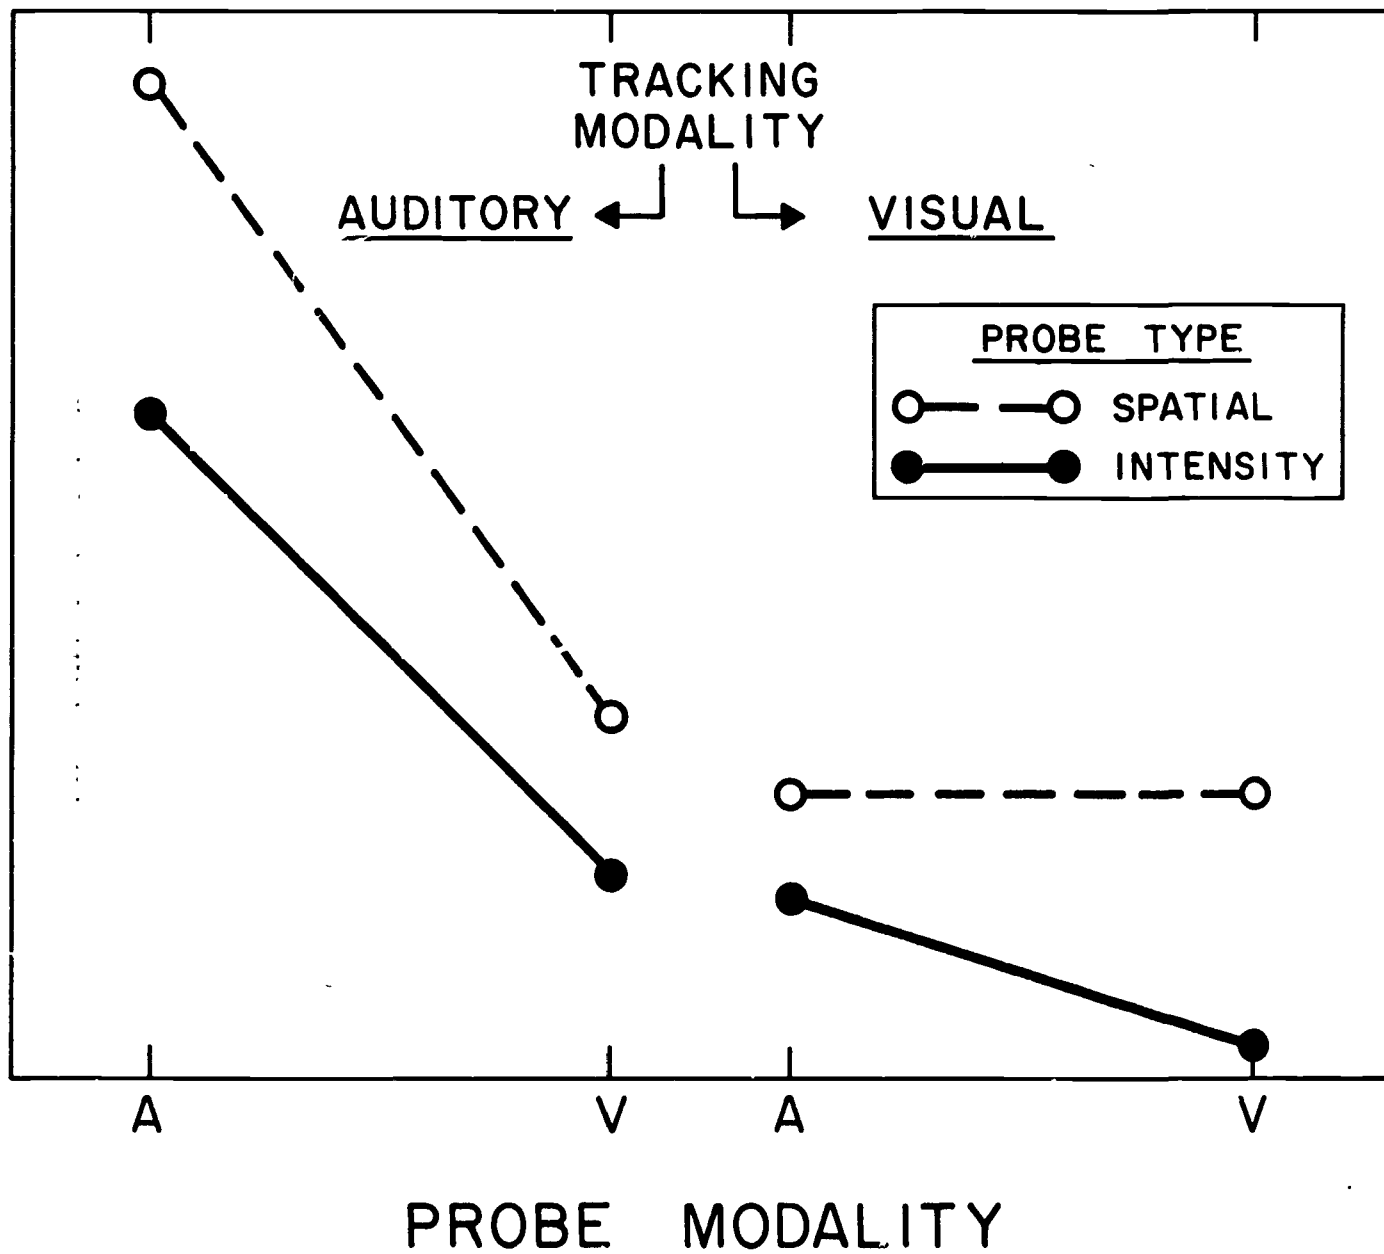 TRACKING
MODALITY
AUDITORY
VISUAL
PROBE TYPE
SPATIAL
INTENSITY
A
V
A
V
PROBE MODALITY